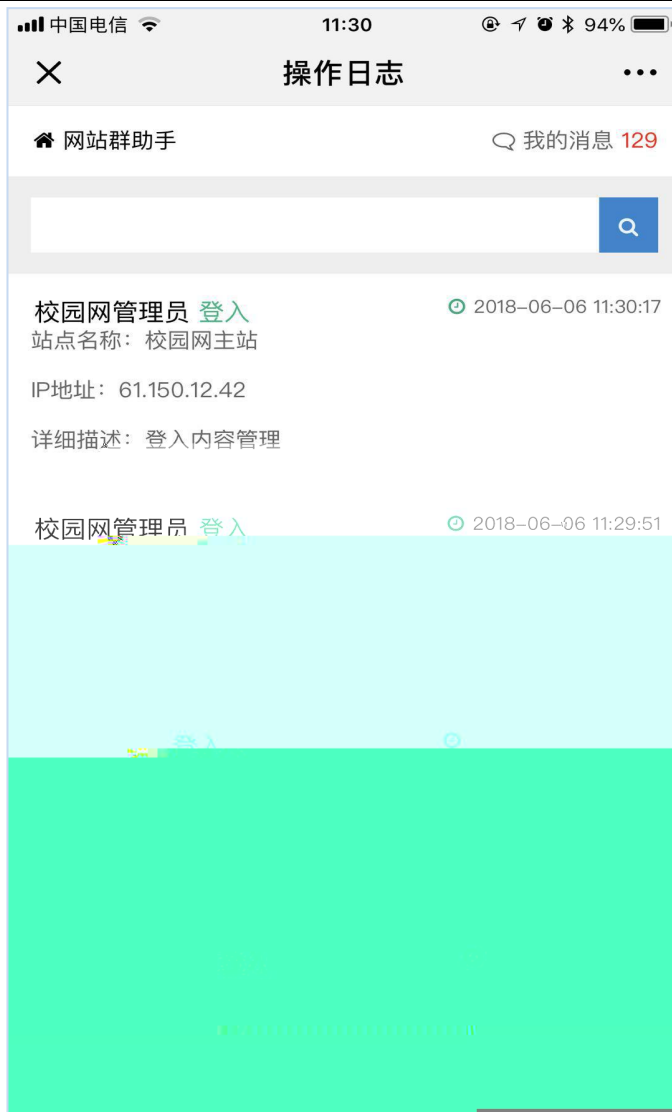 中国电信 11:30 94%
操作日志
网站群助手 我的消息 129
校园网管理员 登入 2018-06-06 11:30:17
站点名称：校园网主站
IP地址：61.150.12.42
详细描述：登入内容管理
校园网管理员 登入 2018-06-06 11:29:51
登入